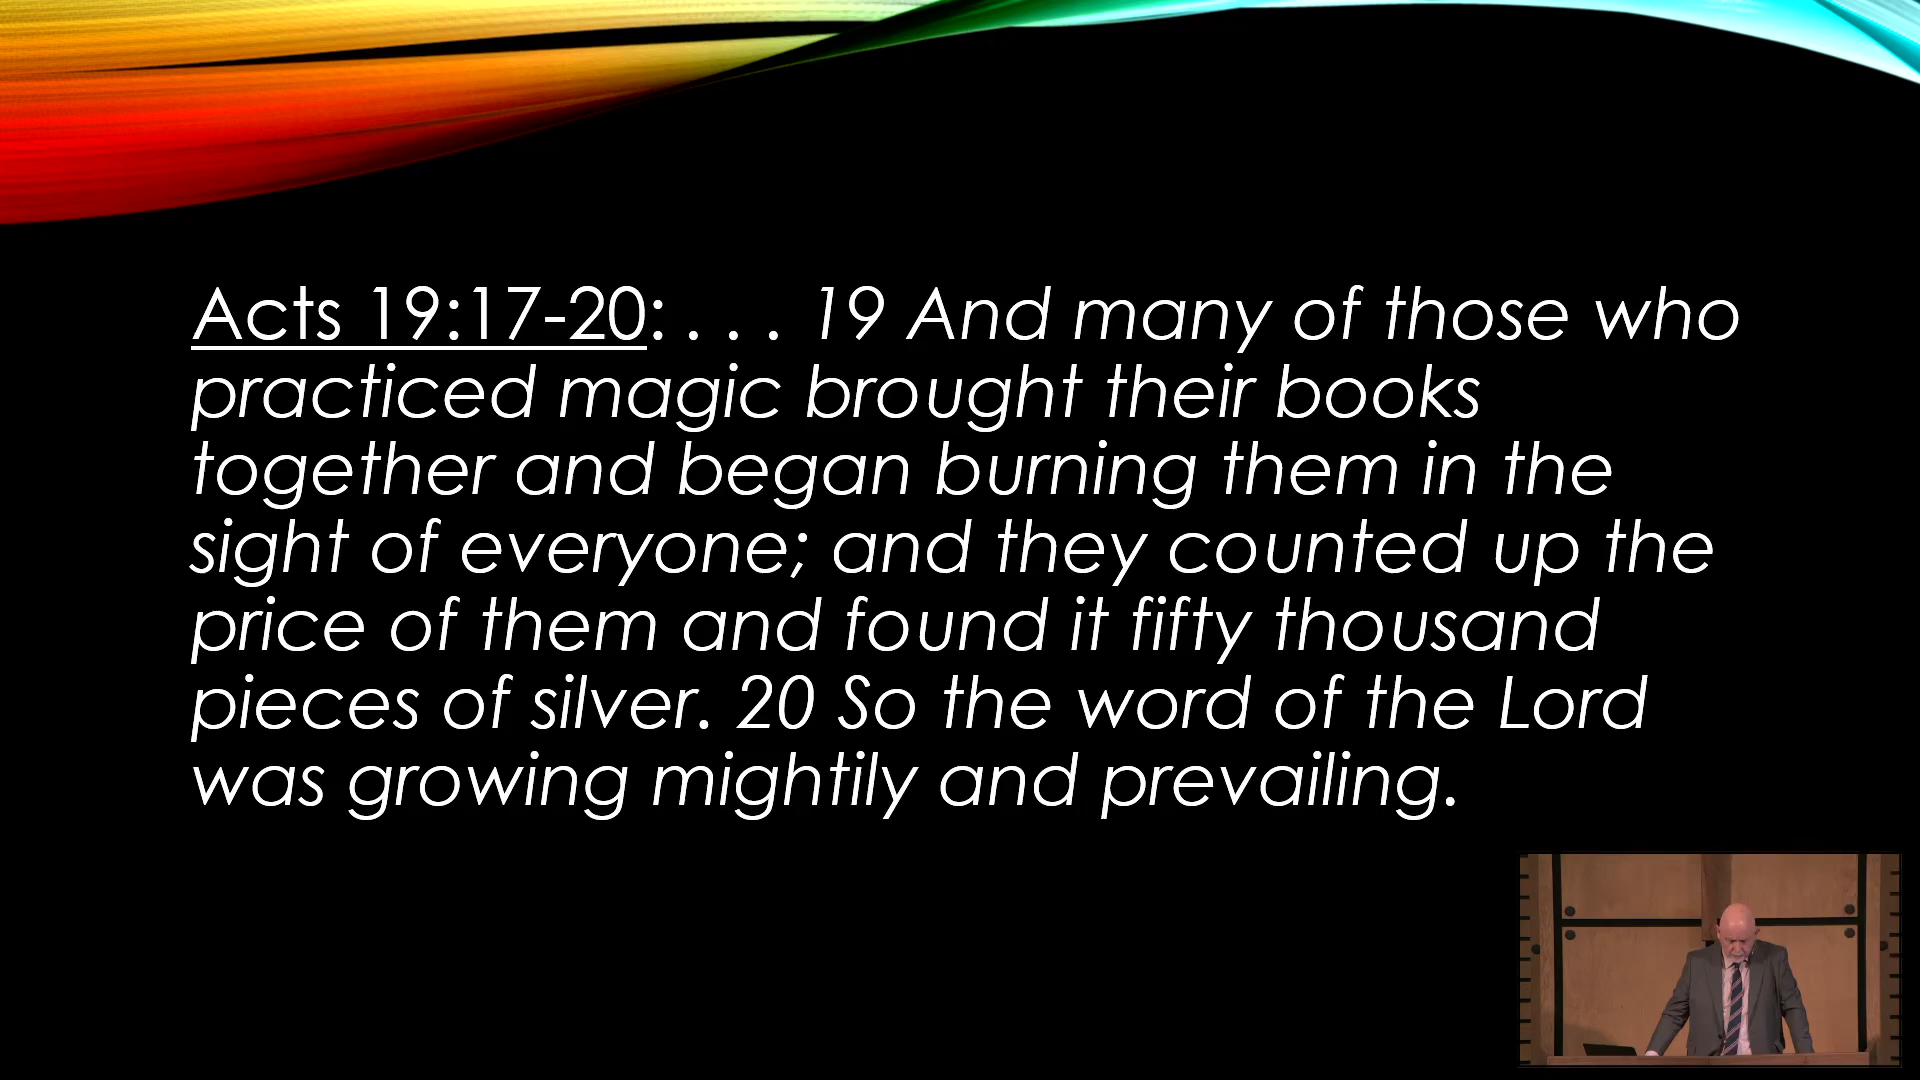 Acts 19:17-20: . . . 19 And many of those who
practiced magic brought their books
together and began burning them in the
sight of everyone; and they counted up the
price of them and found it fifty thousand
pieces of silver. 20 So the word of the Lord
was growing mightily and prevailing.